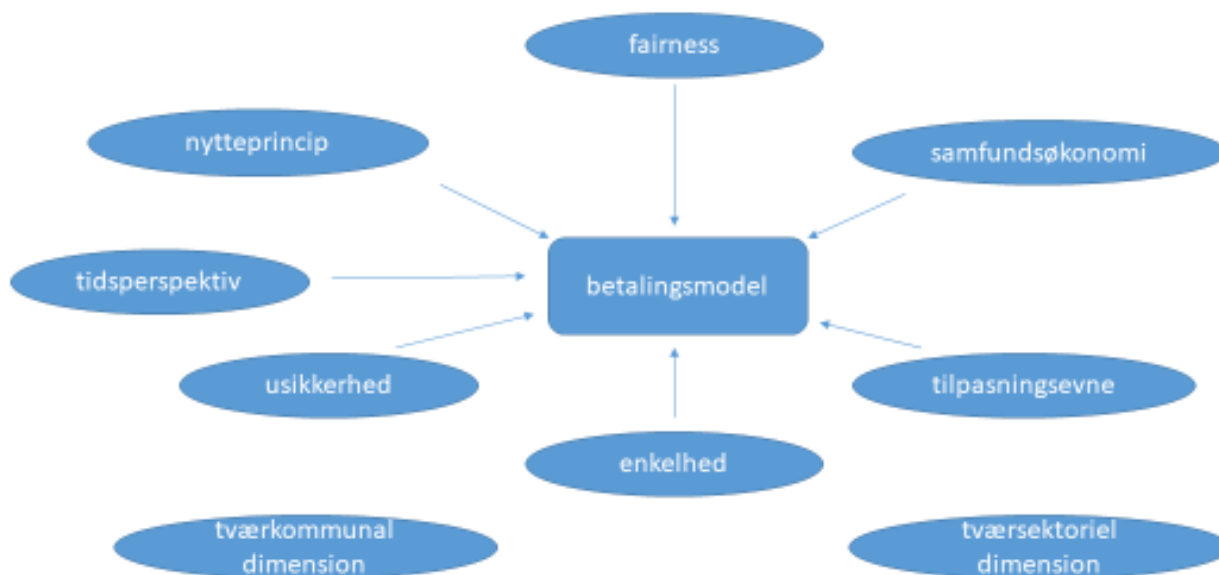 fairness
nytteprincip
samfundsøkonomi
tidsperspektiv
betalingsmodel
usikkerhed
tilpasningsevne
enkelhed
tværkommunal
dimension
tværsektoriel
dimension